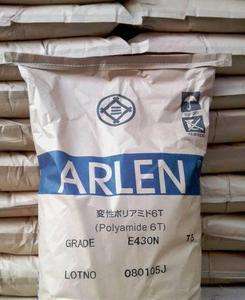 ARLEN
変性ポリアミド6T
(Polyamide 6T)
GRADE E430N
LOTNO 080105J